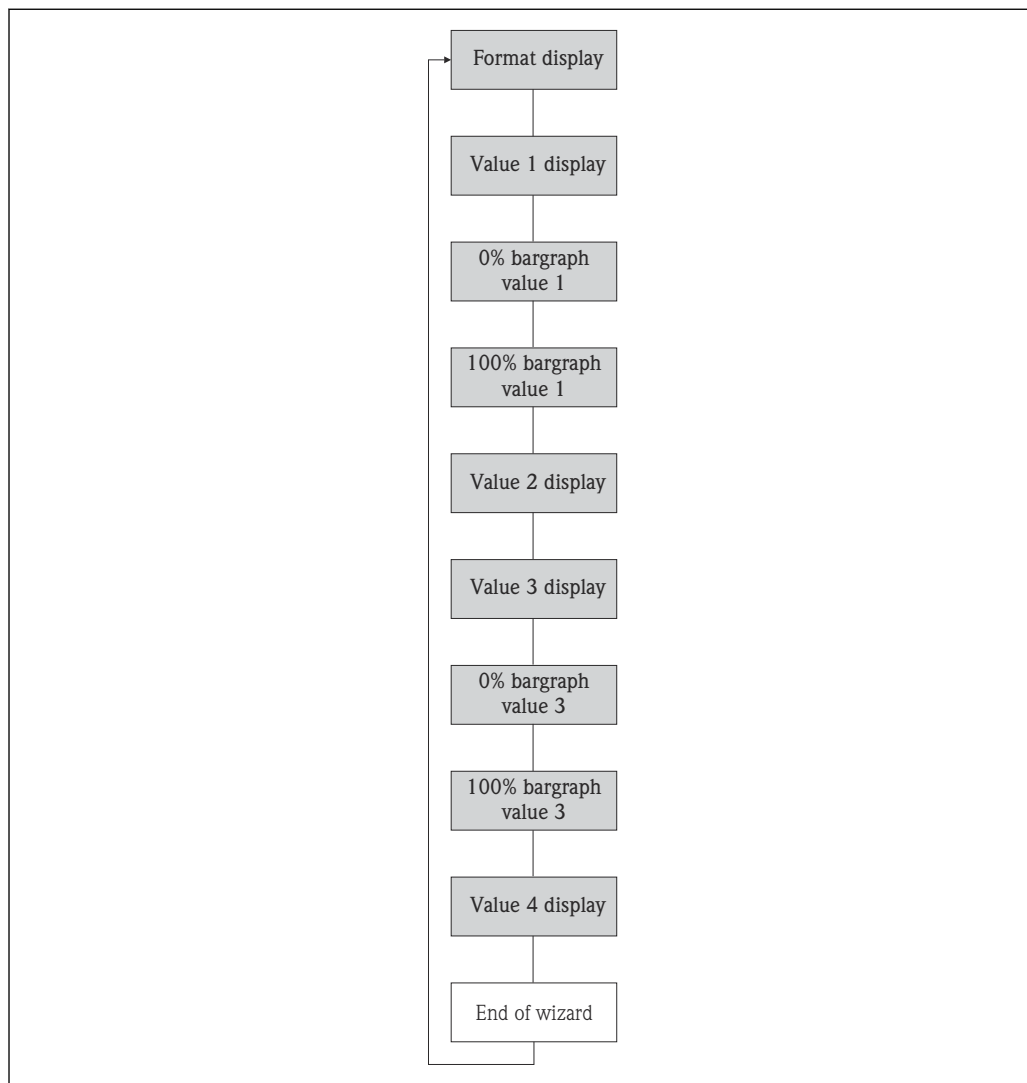 Format display
Value 1 display
0% bargraph
value 1
100% bargraph
value 1
Value 2 display
Value 3 display
0% bargraph
value 3
100% bargraph
value 3
Value 4 display
End of wizard